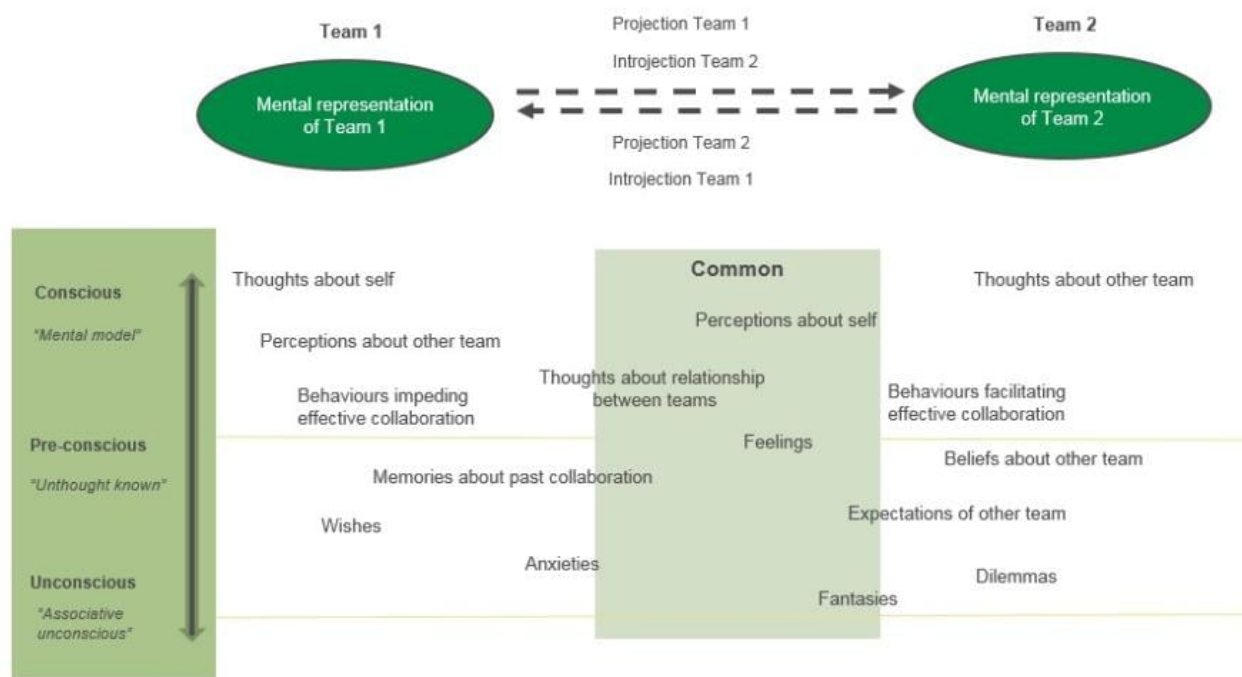 Team 1
Projection Team 1
Team 2
Introjection Team 2
Mental representation
of Team 1
Mental representation
of Team 2
Projection Team 2
Introjection Team 1
Common
Thoughts about self
Thoughts about other team
Conscious
Perceptions about self
"Mental model"
Perceptions about other team
Thoughts about relationship
between teams
Behaviours impeding
effective collaboration
Behaviours facilitating
effective collaboration
Pre-conscious
Feelings
Beliefs about other team
"Unthought known"
Memories about past collaboration
Wishes
Expectations of other team
Anxieties
Dilemmas
Unconscious
Fantasies
"Associative
unconscious"